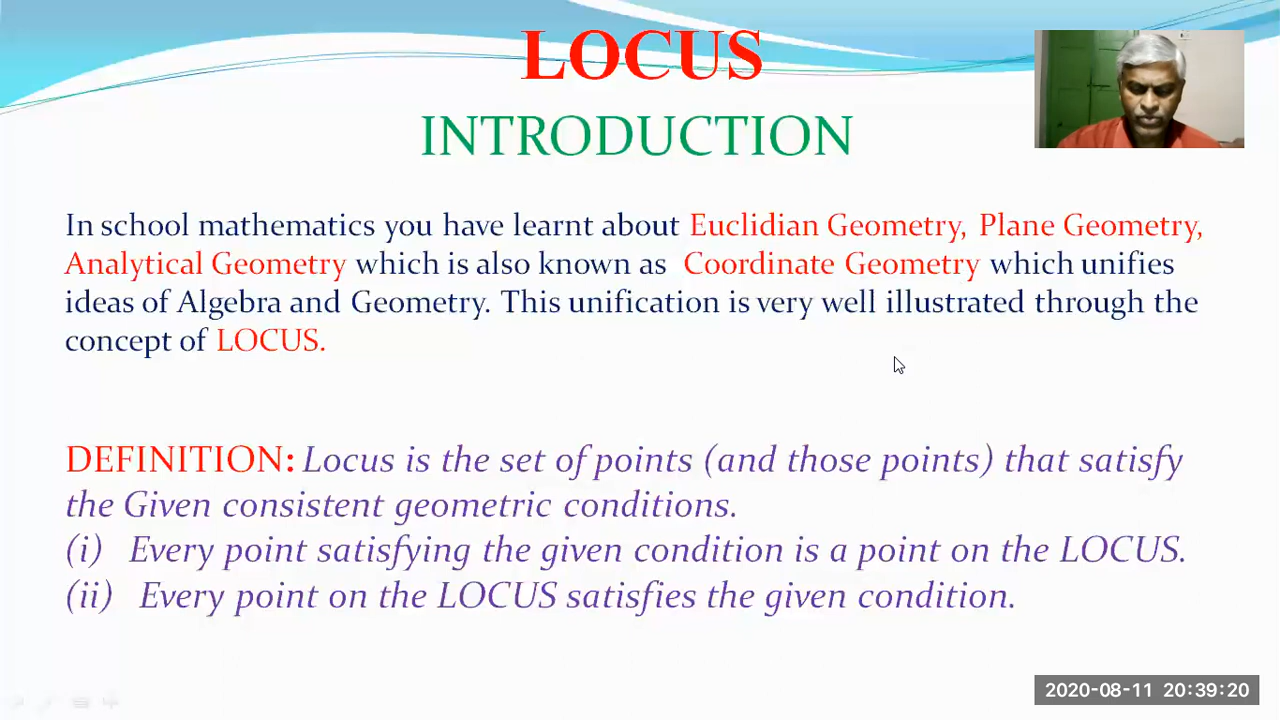 LOCUS
INTRODUCTION
In school mathematics you have learnt about Euclidian Geometry, Plane Geometry,
Analytical Geometry which is also known as Coordinate Geometry which unifies
ideas of Algebra and Geometry. This unification is very well illustrated through the
concept of LOCUS.
DEFINITION: Locus is the set of points (and those points) that satisfy
the Given consistent geometric conditions.
(i) Every point satisfying the given condition is a point on the LOCUS.
(ii) Every point on the LOCUS satisfies the given condition.
2020-08-11 20:39:20